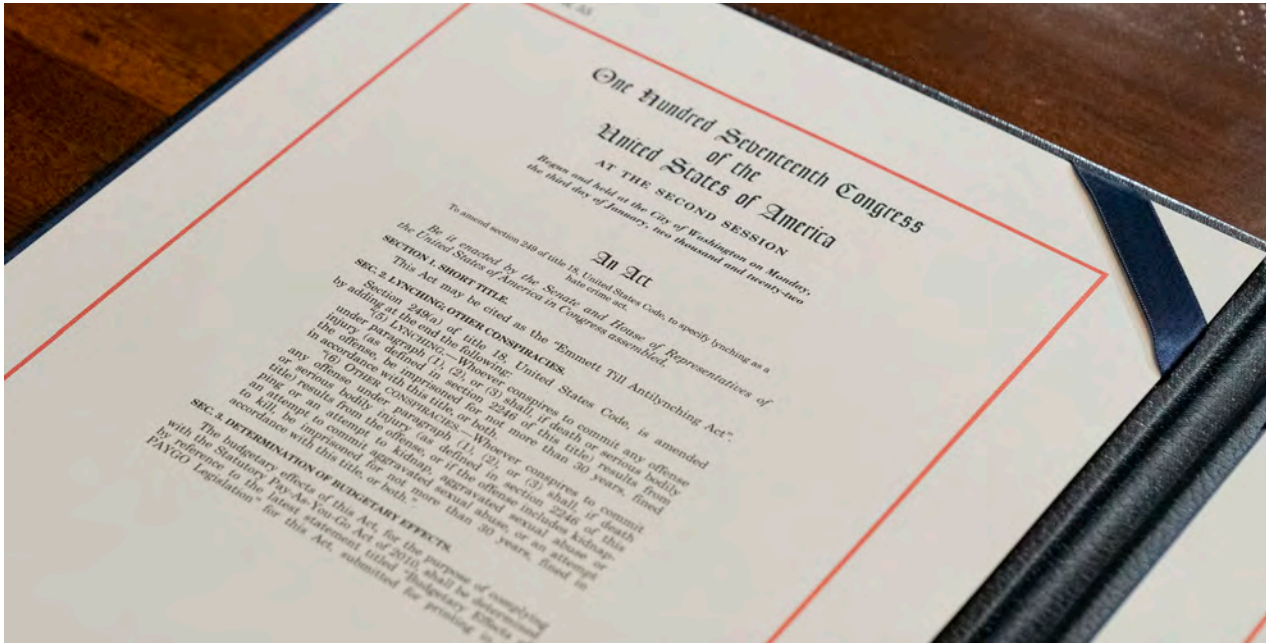 One Hundred Seventeenth Congress
of the
United States of America
AT THE SECOND SESSION
Begun and held at the City of Washington on Monday,
the third day of January, two thousand and twenty-two
An Act
To amend section 249 of title 18, United States Code, to specify lynching as a
hate crime act.
Be it enacted by the Senate and House of Representatives of
the United States of America in Congress assembled,
SECTION 1. SHORT TITLE.
This Act may be cited as the “Emmett Till Antilynching Act”.
SEC. 2. LYNCHING; OTHER CONSPIRACIES.
Section 249(a) of title 18, United States Code, is amended
by adding at the end the following:
“(5) LYNCHING.—Whoever conspires to commit any offense
under paragraph (1), (2), or (3) shall, if death or serious bodily
injury (as defined in section 2246 of this title) results from
the offense, be imprisoned for not more than 30 years, fined
in accordance with this title, or both.
“(6) OTHER CONSPIRACIES.—Whoever conspires to commit
any offense under paragraph (1), (2), or (3) shall, if death
or serious bodily injury (as defined in section 2246 of this
title) results from the offense, or if the offense includes kidnap-
ping or an attempt to kidnap, aggravated sexual abuse or
an attempt to commit aggravated sexual abuse, or an attempt
to kill, be imprisoned for not more than 30 years, fined in
accordance with this title, or both.”.
SEC. 3. DETERMINATION OF BUDGETARY EFFECTS.
The budgetary effects of this Act, for the purpose of complying
with the Statutory Pay-As-You-Go Act of 2010, shall be determined
by reference to the latest statement titled “Budgetary Effects of
PAYGO Legislation” for this Act, submitted for printing in